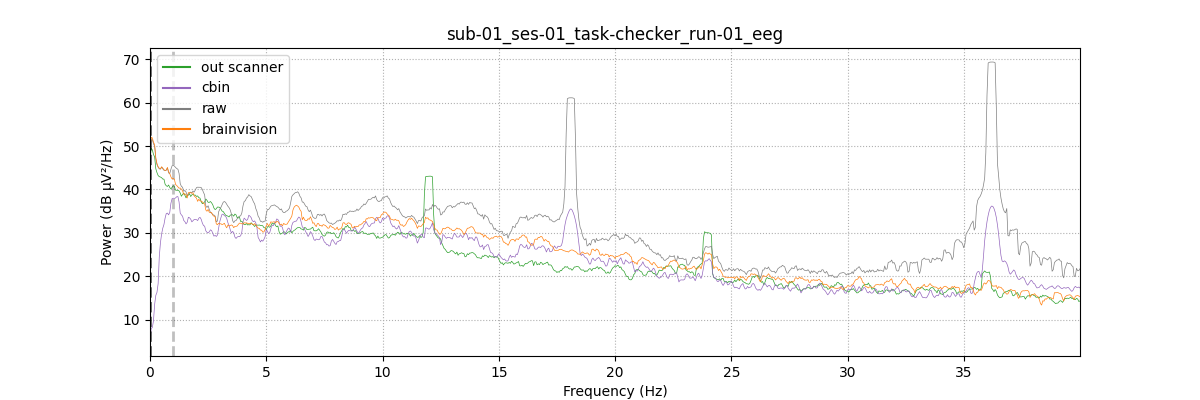 sub-01_ses-01_task-checker_run-01_eeg
70
60
50
40
30
20
10
Power (dB µV²/Hz)
out scanner
cbin
raw
brainvision
0
5
10
15
20
25
30
35
Frequency (Hz)